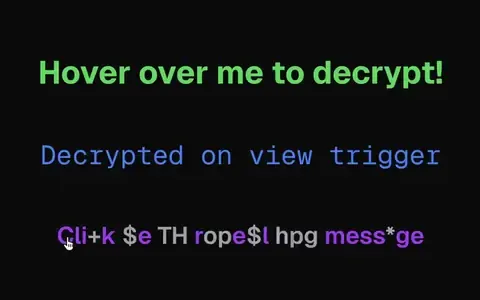 Hover over me to decrypt!
Decrypted on view trigger
Cli+k $e TH rope$l hpg mess*ge